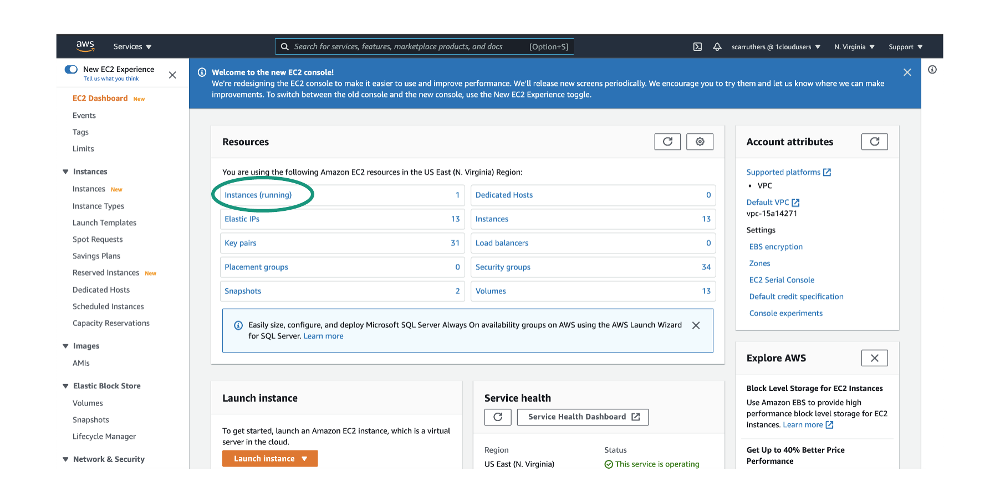 aws
Services
Search for services, features, marketplace products, and docs [Option+S]
scarruthers @ 1cloudusers
N. Virginia
Support
New EC2 Experience
Tell us what you think
EC2 Dashboard New
Events
Tags
Limits
Instances
Instances New
Instance Types
Launch Templates
Spot Requests
Savings Plans
Reserved Instances New
Dedicated Hosts
Scheduled Instances
Capacity Reservations
Images
AMIs
Elastic Block Store
Volumes
Snapshots
Lifecycle Manager
Network & Security
Welcome to the new EC2 console!
We're redesigning the EC2 console to make it easier to use and improve performance. We'll release new screens periodically. We encourage you to try them and let us know where we can make
improvements. To switch between the old console and the new console, use the New EC2 Experience toggle.
Resources
You are using the following Amazon EC2 resources in the US East (N. Virginia) Region:
Instances (running) 1
Dedicated Hosts 0
Elastic IPs 13
Instances 13
Key pairs 31
Load balancers 0
Placement groups 0
Security groups 34
Snapshots 2
Volumes 13
Easily size, configure, and deploy Microsoft SQL Server Always On availability groups on AWS using the AWS Launch Wizard
for SQL Server. Learn more
Launch instance
To get started, launch an Amazon EC2 instance, which is a virtual
server in the cloud.
Launch instance
Service health
Service Health Dashboard
Region Status
US East (N. Virginia) This service is operating
Account attributes
Supported platforms
• VPC
Default VPC
vpc-15a14271
Settings
EBS encryption
Zones
EC2 Serial Console
Default credit specification
Console experiments
Explore AWS
Block Level Storage for EC2 Instances
Use Amazon EBS to provide high
performance block level storage for EC2
instances. Learn more
Get Up to 40% Better Price
Performance